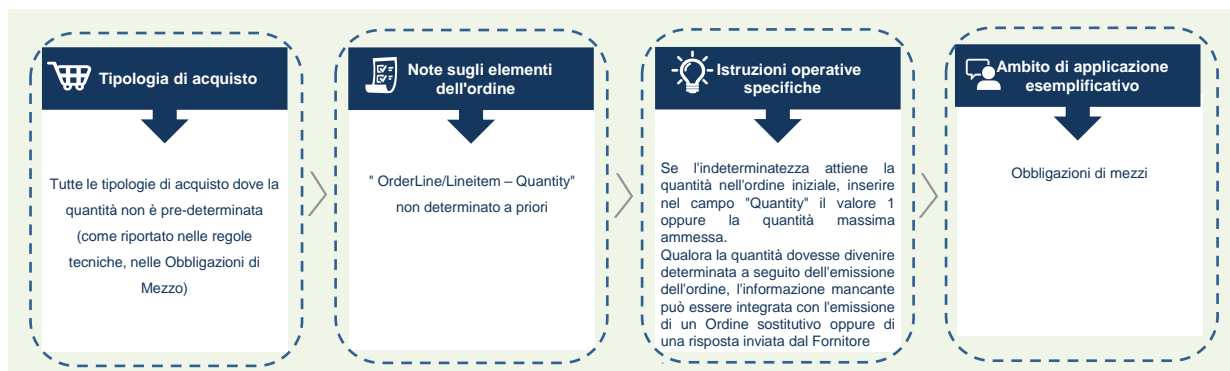 Tipologia di acquisto
Tutte le tipologie di acquisto dove la
quantità non è pre-determinata
(come riportato nelle regole
tecniche, nelle Obbligazioni di
Mezzo)
Note sugli elementi
dell'ordine
" OrderLine/Lineitem – Quantity"
non determinato a priori
Istruzioni operative
specifiche
Se l'indeterminatezza attiene la
quantità nell'ordine iniziale, inserire
nel campo "Quantity" il valore 1
oppure la quantità massima
ammessa.
Qualora la quantità dovesse divenire
determinata a seguito dell'emissione
dell'ordine, l'informazione mancante
può essere integrata con l'emissione
di un Ordine sostitutivo oppure di
una risposta inviata dal Fornitore
Ambito di applicazione
esemplificativo
Obbligazioni di mezzi